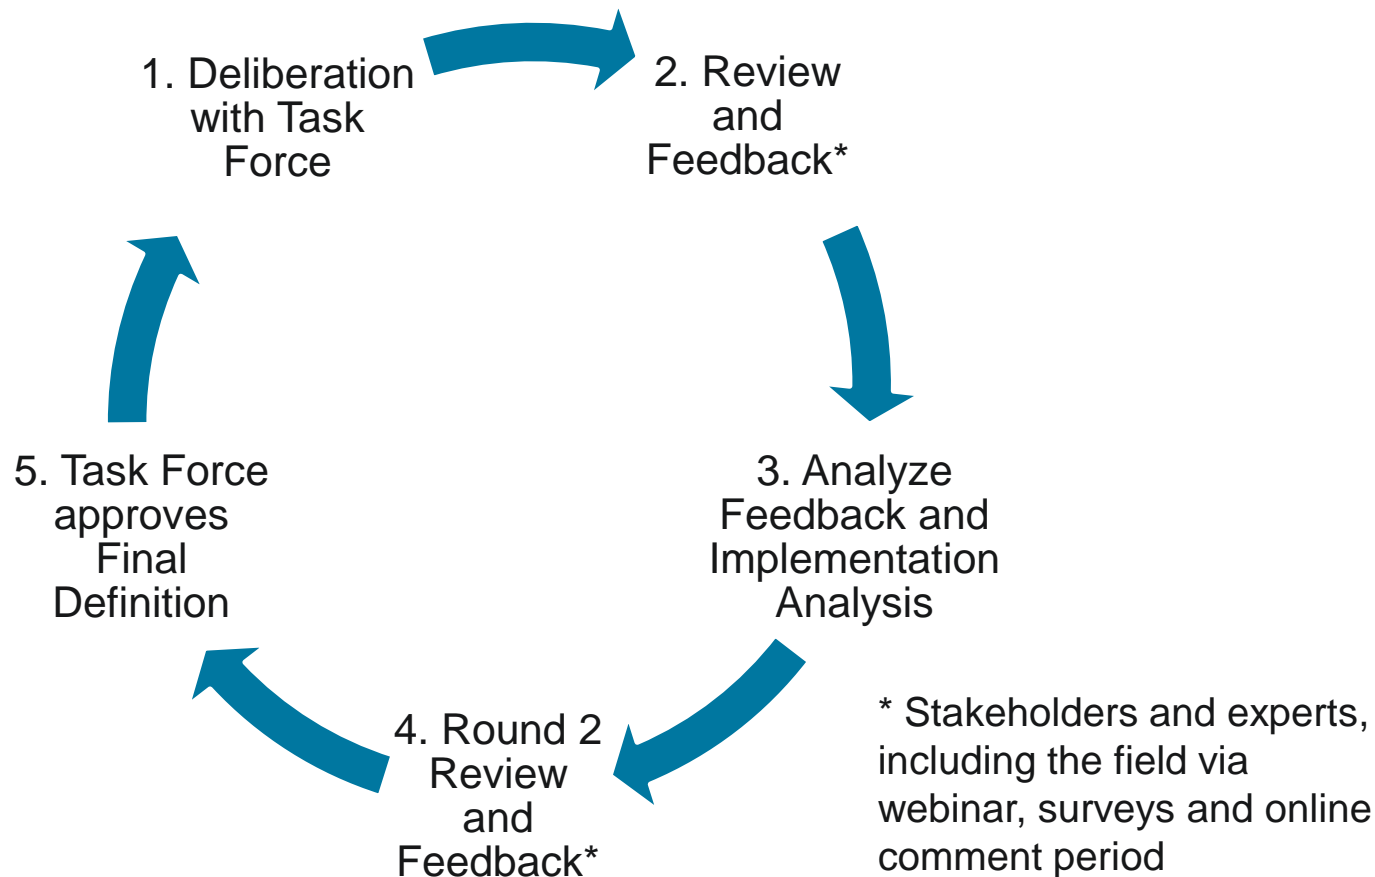 1. Deliberation
with Task
Force
2. Review
and
Feedback*
3. Analyze
Feedback and
Implementation
Analysis
4. Round 2
Review
and
Feedback*
5. Task Force
approves
Final
Definition
* Stakeholders and experts,
including the field via
webinar, surveys and online
comment period